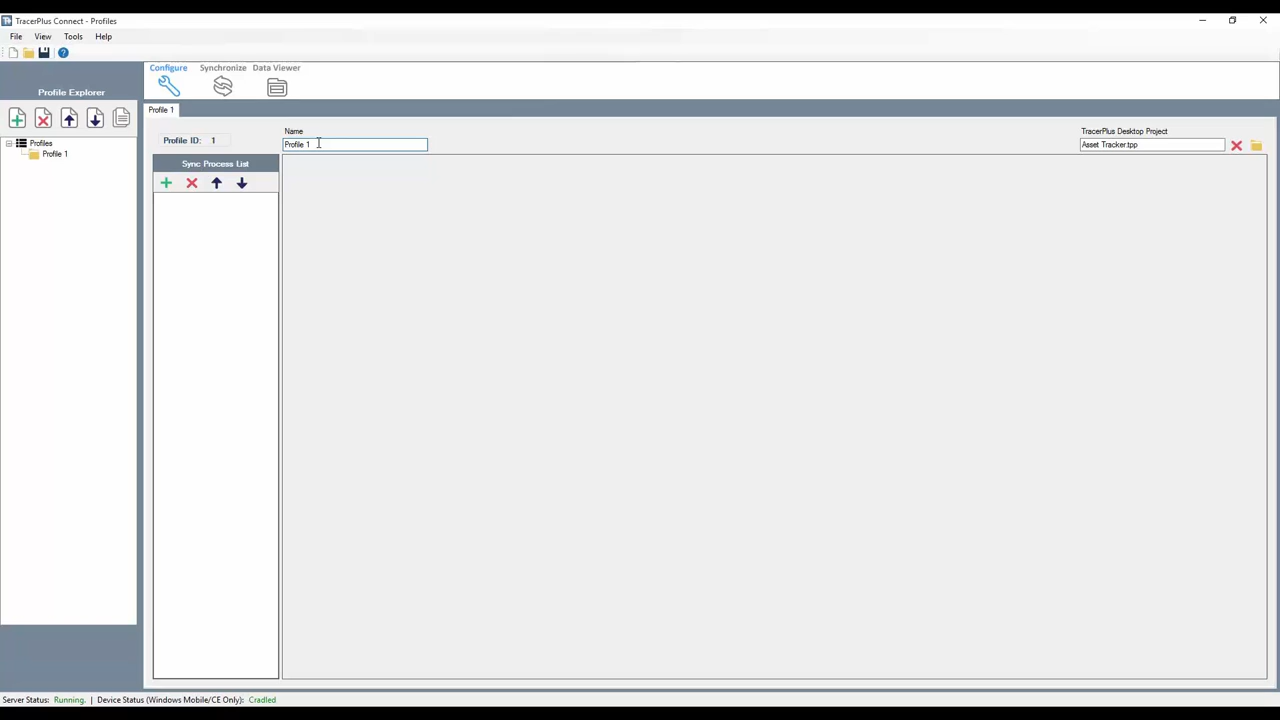 TracerPlus Connect - Profiles
File View Tools Help
Configure Synchronize Data Viewer
Profile Explorer
Profiles
Profile 1
Profile 1
Profile ID: 1
Name
Profile 1
TracerPlus Desktop Project
Asset Tracker.tpp
Sync Process List
Server Status: Running. | Device Status (Windows Mobile/CE Only): Cradled